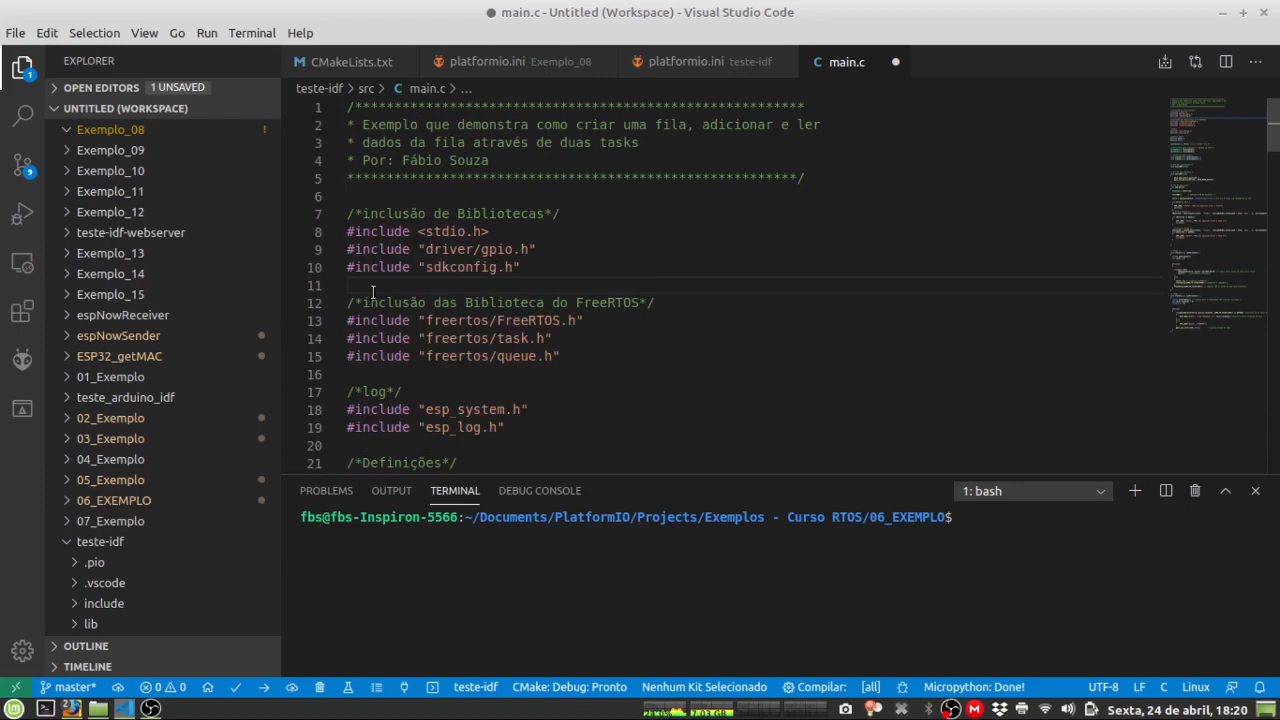 main.c - Untitled (Workspace) - Visual Studio Code
File Edit Selection View Go Run Terminal Help
EXPLORER
CMakeLists.txt
platformio.ini Exemplo_08
platformio.ini teste-idf
main.c
OPEN EDITORS 1 UNSAVED
UNTITLED (WORKSPACE)
Exemplo_08 !
Exemplo_09
Exemplo_10
Exemplo_11
Exemplo_12
teste-idf-webserver
Exemplo_13
Exemplo_14
Exemplo_15
espNowReceiver
espNowSender
ESP32_getMAC
01_Exemplo
teste_arduino_idf
02_Exemplo
03_Exemplo
04_Exemplo
05_Exemplo
06_EXEMPLO
07_Exemplo
teste-idf
.pio
.vscode
include
lib
OUTLINE
TIMELINE
1
9
teste-idf > src > C main.c > ...
1 /**********************************************************
2 * Exemplo que demonsra como criar uma fila, adicionar e ler
3 * dados da fila através de duas tasks
4 * Por: Fábio Souza
5 **********************************************************/
6
7 /*inclusão de Bibliotecas*/
8 #include <stdio.h>
9 #include "driver/gpio.h"
10 #include "sdkconfig.h"
11
12 /*inclusão das Biblioteca do FreeRTOS*/
13 #include "freertos/FreeRTOS.h"
14 #include "freertos/task.h"
15 #include "freertos/queue.h"
16
17 /*log*/
18 #include "esp_system.h"
19 #include "esp_log.h"
20
21 /*Definições*/
PROBLEMS OUTPUT TERMINAL DEBUG CONSOLE 1: bash
fbs@fbs-Inspiron-5566:~/Documents/PlatformIO/Projects/Exemplos - Curso RTOS/06_EXEMPLO$
master* 0 0 teste-idf CMake: Debug: Pronto Nenhum Kit Selecionado Compilar: [all] Micropython: Done! UTF-8 LF C Linux
Sexta, 24 de abril, 18:20